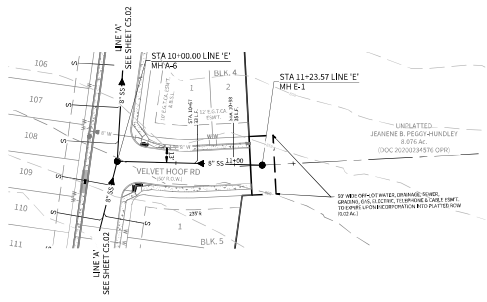 LINE 'A'
SEE SHEET C5.02
STA 10+00.00 LINE 'E'
MH A-6
BLK. 4
STA 11+23.57 LINE 'E'
MH E-1
106
107
108
109
110
111
1
2
8" SS
8" SS
8" SS
11+00
VELVET HOOF RD
UNPLATTED
JEANENE B. PEGGY-HUNDLEY
8.076 Ac.
(DOC 20200234576 OPR)
50' WIDE OFF-LOT WATER, DRAINAGE, SEWER,
GRADING, GAS, ELECTRIC, TELEPHONE & CABLE ESM'T.
TO EXPIRE UPON INCORPORATION INTO PLATTED ROW
(0.02 Ac.)
1
BLK. 5
LINE 'A'
SEE SHEET C5.02